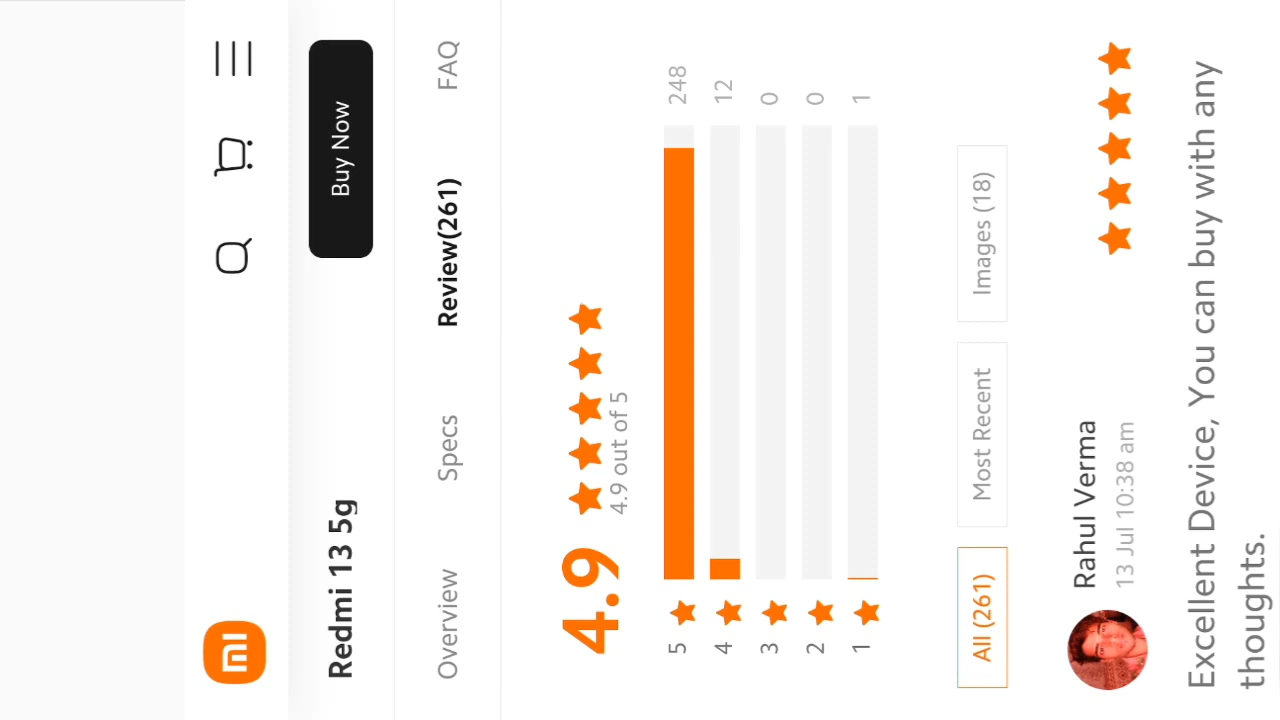 mi
Redmi 13 5g
Buy Now
Overview Specs Review(261) FAQ
4.9
4.9 out of 5
5 248
4 12
3 0
2 0
1 1
All (261) Most Recent Images (18)
Rahul Verma
13 Jul 10:38 am
Excellent Device, You can buy with any
thoughts.